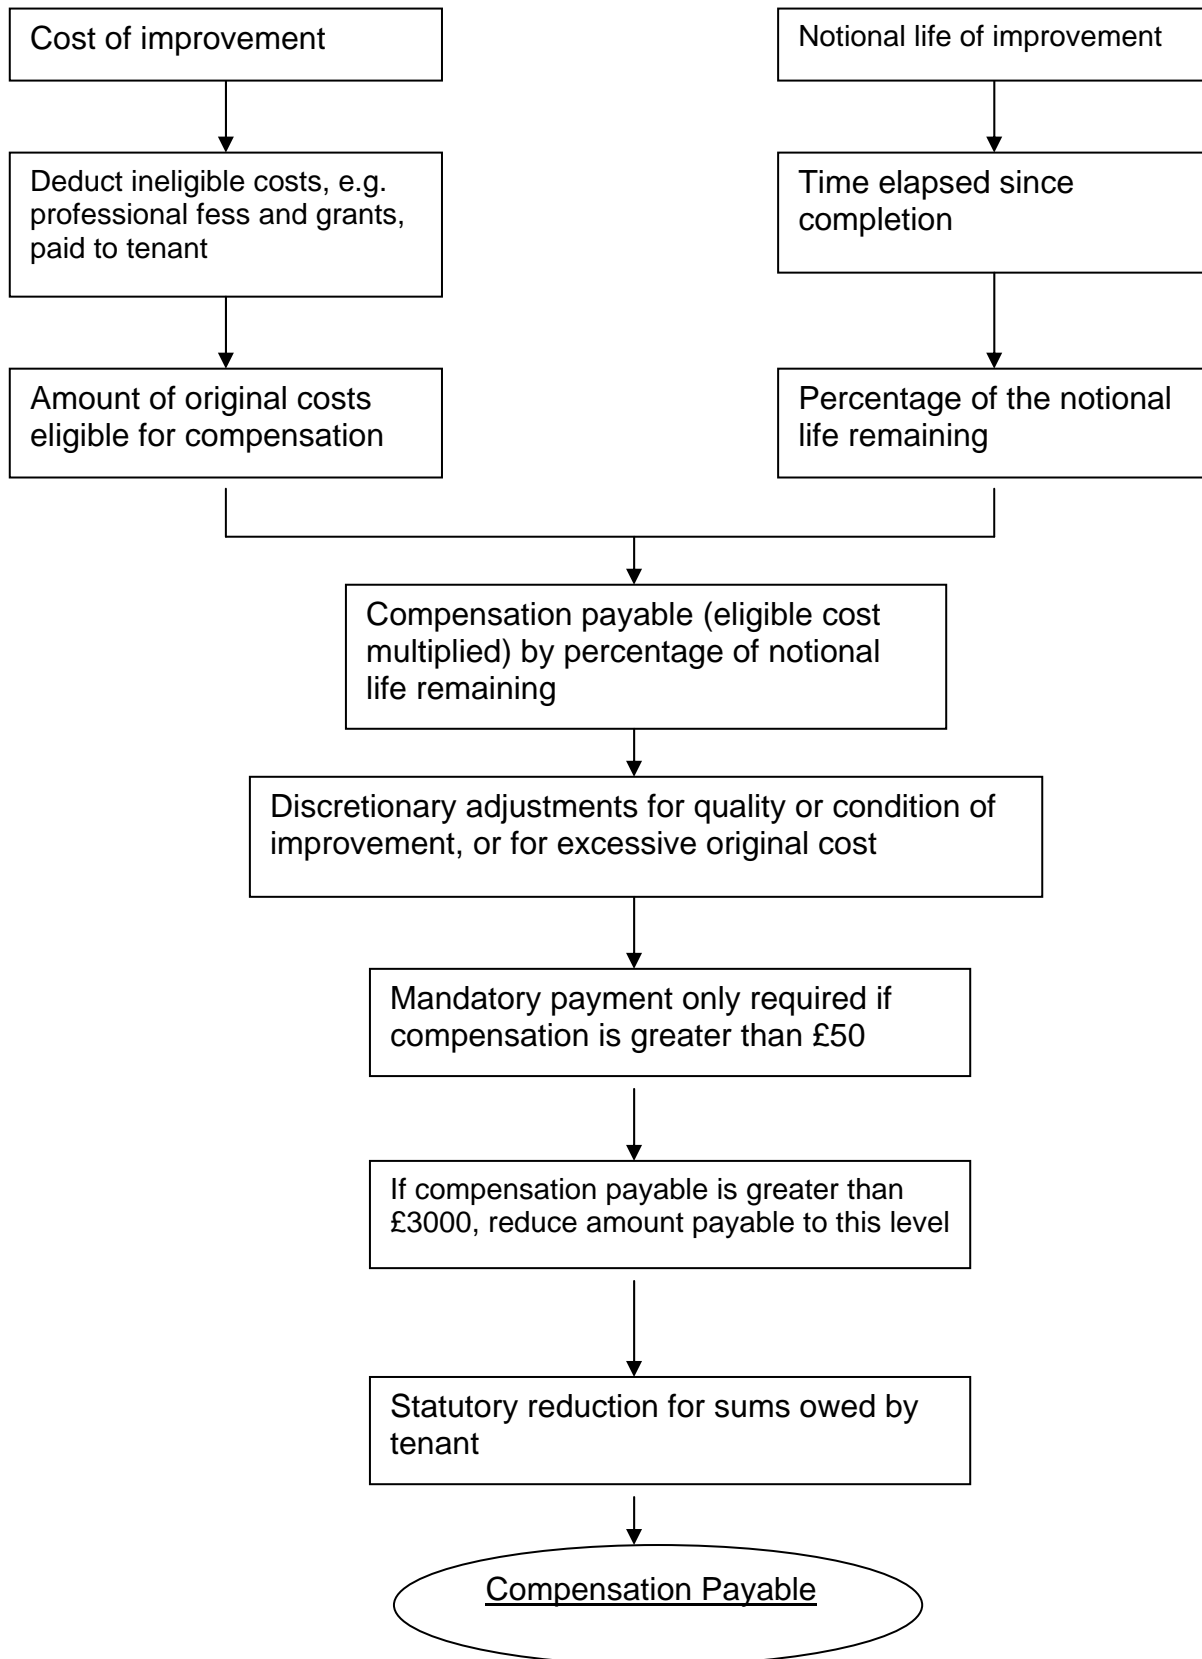 Cost of improvement
Notional life of improvement
Deduct ineligible costs, e.g.
professional fess and grants,
paid to tenant
Time elapsed since
completion
Amount of original costs
eligible for compensation
Percentage of the notional
life remaining
Compensation payable (eligible cost
multiplied) by percentage of notional
life remaining
Discretionary adjustments for quality or condition of
improvement, or for excessive original cost
Mandatory payment only required if
compensation is greater than £50
If compensation payable is greater than
£3000, reduce amount payable to this level
Statutory reduction for sums owed by
tenant
Compensation Payable